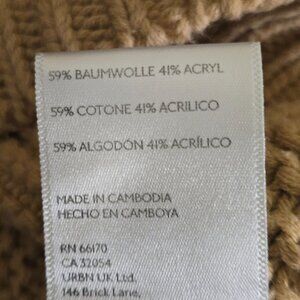 59% BAUMWOLLE 41% ACRYL
59% COTONE 41% ACRILICO
59% ALGODÓN 41% ACRÍLICO
MADE IN CAMBODIA
HECHO EN CAMBOYA
RN 66170
CA 32054
URBN UK Ltd.
146 Brick Lane,